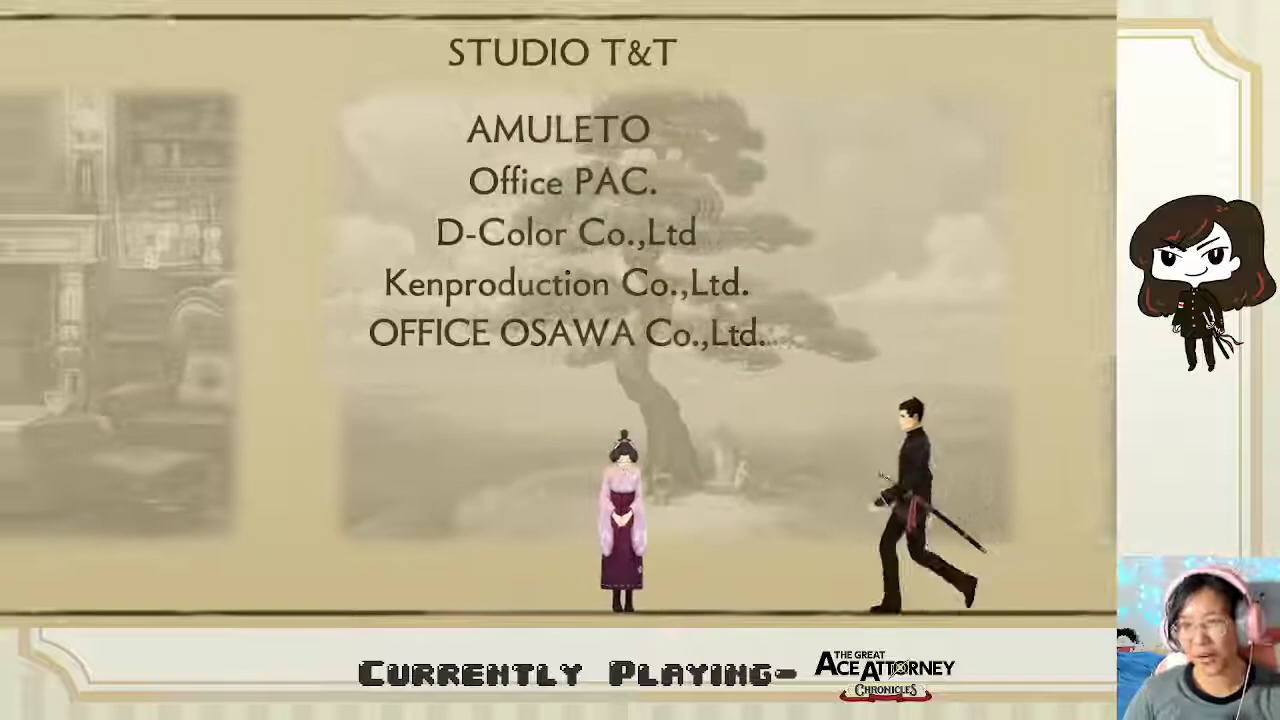 STUDIO T&T
AMULETO
Office PAC.
D-Color Co.,Ltd
Kenproduction Co.,Ltd.
OFFICE OSAWA Co.,Ltd.
CURRENTLY PLAYING-
THE GREAT
ACE ATTORNEY
CHRONICLES